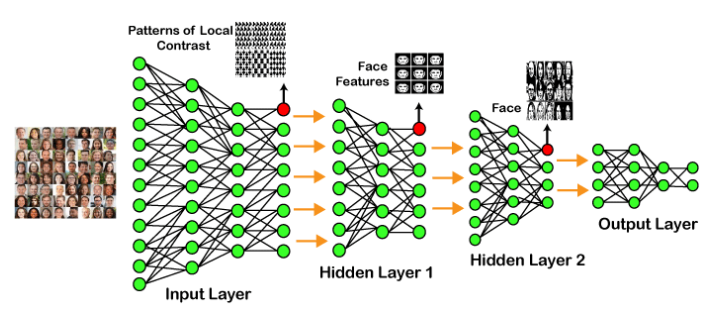 Patterns of Local
Contrast
Face
Features
Face
Input Layer
Hidden Layer 1
Hidden Layer 2
Output Layer